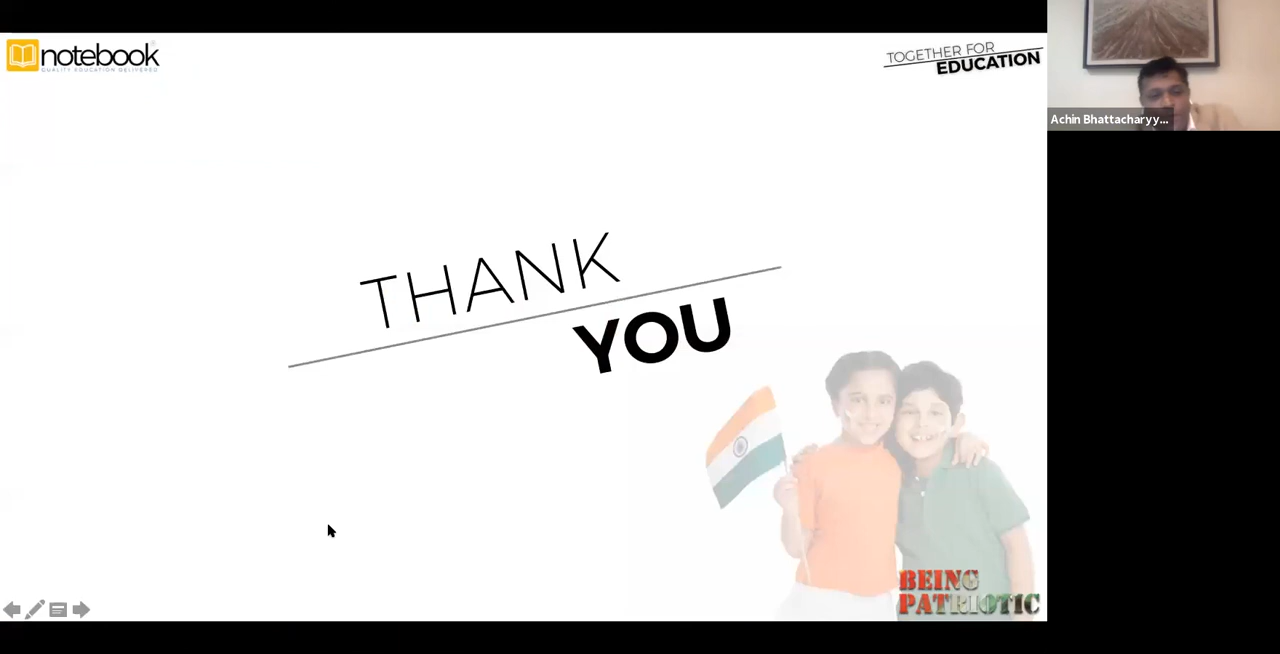 notebook
QUALITY EDUCATION DELIVERED
TOGETHER FOR
EDUCATION
Achin Bhattacharyy...
THANK
YOU
BEING
PATRIOTIC